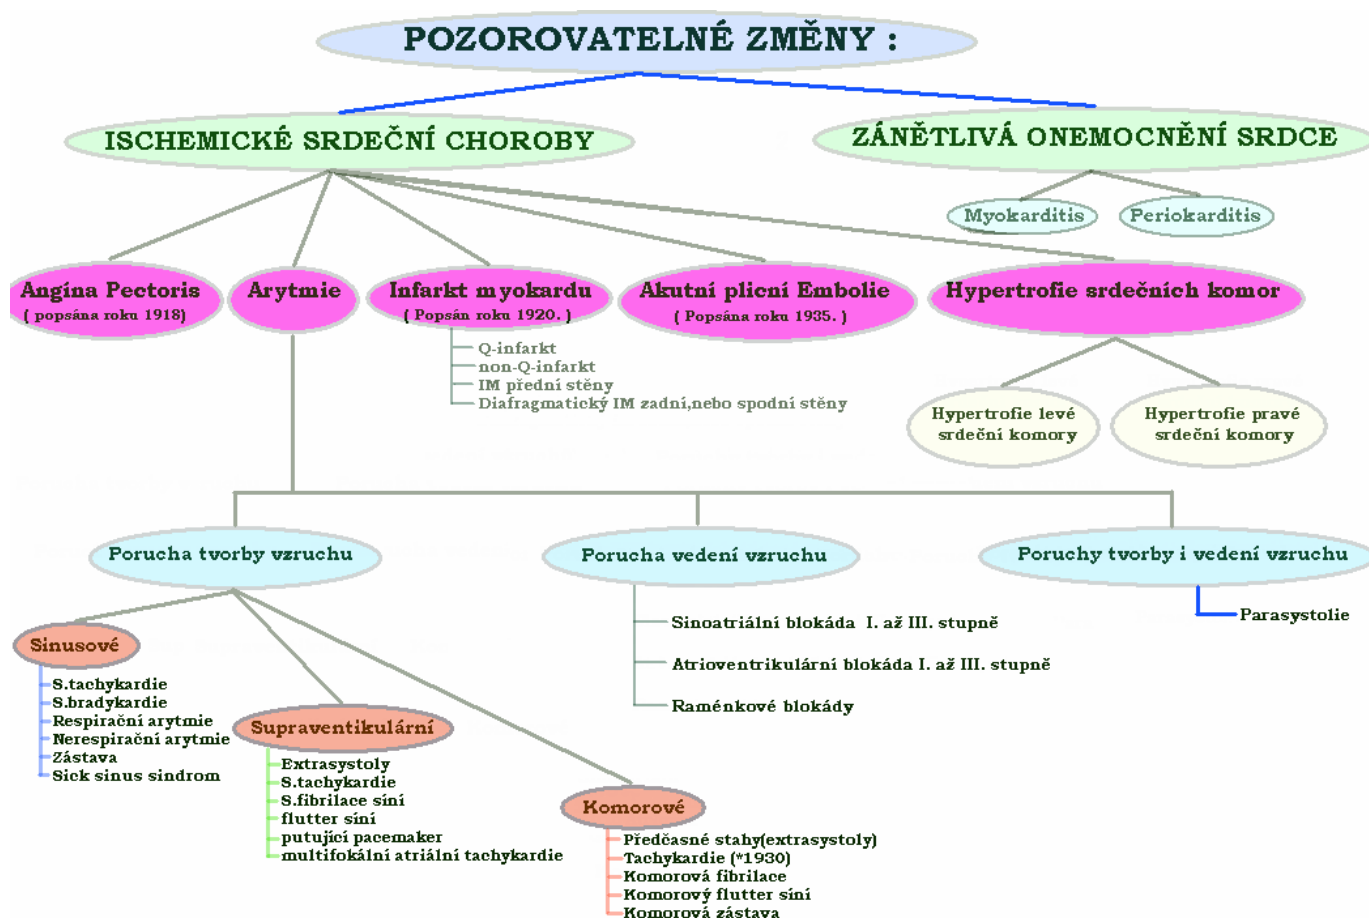 POZOROVATELNÉ ZMĚNY :
ISCHEMICKÉ SRDEČNÍ CHOROBY
ZÁNĚTLIVÁ ONEMOCNĚNÍ SRDCE
Myokarditis
Periokarditis
Angina Pectoris
( popsána roku 1918)
Arytmie
Infarkt myokardu
( Popsán roku 1920. )
Akutní plicní Embolie
( Popsána roku 1935. )
Hypertrofie srdečních komor
Q-infarkt
non-Q-infarkt
IM přední stěny
Diafragmatický IM zadní,nebo spodní stěny
Hypertrofie levé
srdeční komory
Hypertrofie pravé
srdeční komory
Porucha tvorby vzruchu
Porucha vedení vzruchu
Poruchy tvorby i vedení vzruchu
Sinoatriální blokáda I. až III. stupně
Atrioventrikulární blokáda I. až III. stupně
Raménkové blokády
Parasystolie
Sinusové
S.tachykardie
S.bradykardie
Respirační arytmie
Nerespirační arytmie
Zástava
Sick sinus sindrom
Supraventikulární
Extrasystoly
S.tachykardie
S.fibrilace síní
flutter síní
putující pacemaker
multifokální atriální tachykardie
Komorové
Předčasné stahy(extrasystoly)
Tachykardie (*1930)
Komorová fibrilace
Komorový flutter síní
Komorová zástava